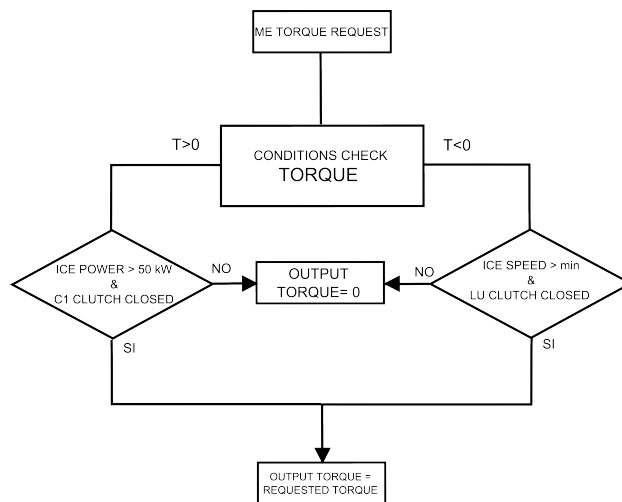 ME TORQUE REQUEST
T>0
CONDITIONS CHECK
TORQUE
T<0
ICE POWER > 50 kW
&
C1 CLUTCH CLOSED
NO
OUTPUT
TORQUE= 0
NO
ICE SPEED > min
&
LU CLUTCH CLOSED
SI
SI
OUTPUT TORQUE =
REQUESTED TORQUE